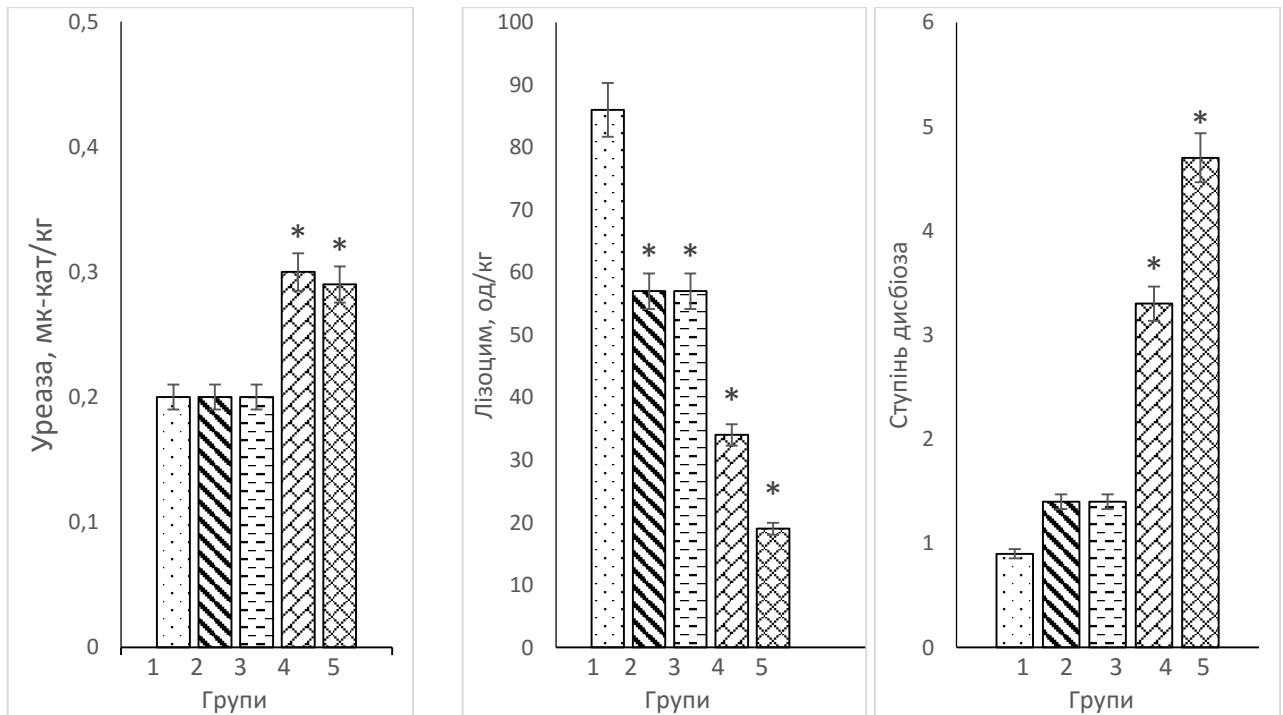 Уреаза, мк-кат/кг
0,5
0,4
0,3
0,2
0,1
0
* *
1 2 3 4 5
Групи
Лізоцим, од/кг
100
90
80
70
60
50
40
30
20
10
0
* * * *
1 2 3 4 5
Групи
Ступінь дисбіоза
6
5
4
3
2
1
0
* *
1 2 3 4 5
Групи